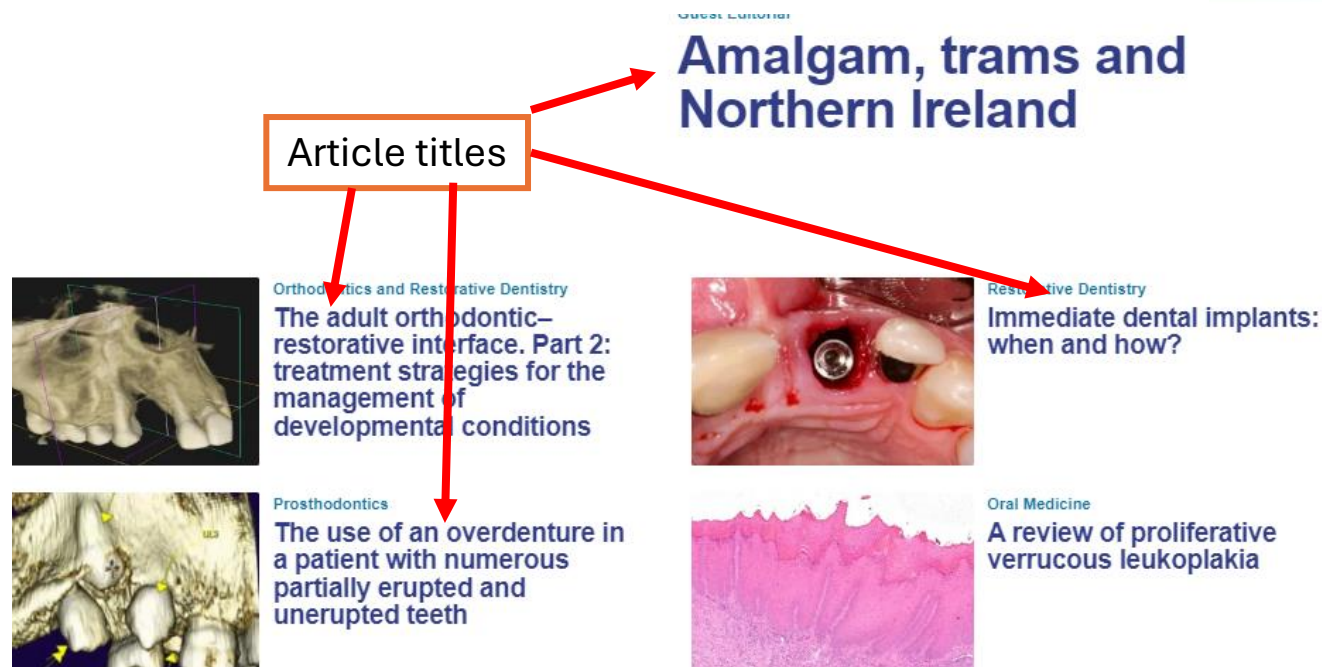 Guest Editorial
Amalgam, trams and
Northern Ireland
Article titles
Orthodontics and Restorative Dentistry
The adult orthodontic–
restorative interface. Part 2:
treatment strategies for the
management of
developmental conditions
Restorative Dentistry
Immediate dental implants:
when and how?
Prosthodontics
The use of an overdenture in
a patient with numerous
partially erupted and
unerupted teeth
Oral Medicine
A review of proliferative
verrucous leukoplakia